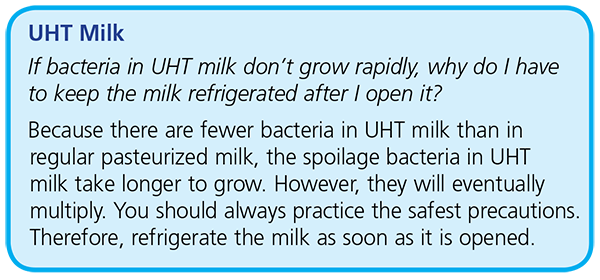 UHT Milk
If bacteria in UHT milk don't grow rapidly, why do I have
to keep the milk refrigerated after I open it?
Because there are fewer bacteria in UHT milk than in
regular pasteurized milk, the spoilage bacteria in UHT
milk take longer to grow. However, they will eventually
multiply. You should always practice the safest precautions.
Therefore, refrigerate the milk as soon as it is opened.